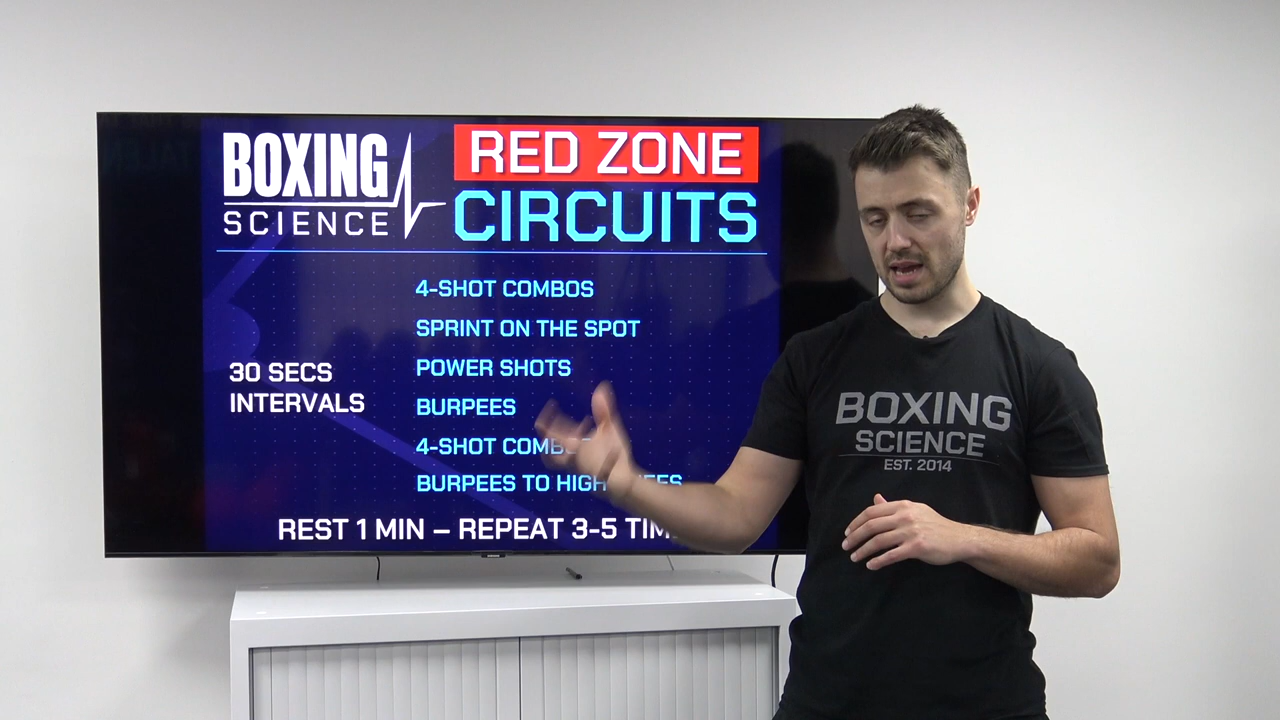 BOXING
SCIENCE
RED ZONE
CIRCUITS
4-SHOT COMBOS
SPRINT ON THE SPOT
30 SECS
INTERVALS
POWER SHOTS
BURPEES
4-SHOT
BURPEES TO HIGH
REST 1 MIN – REPEAT 3-5
BOXING
SCIENCE
EST. 2014